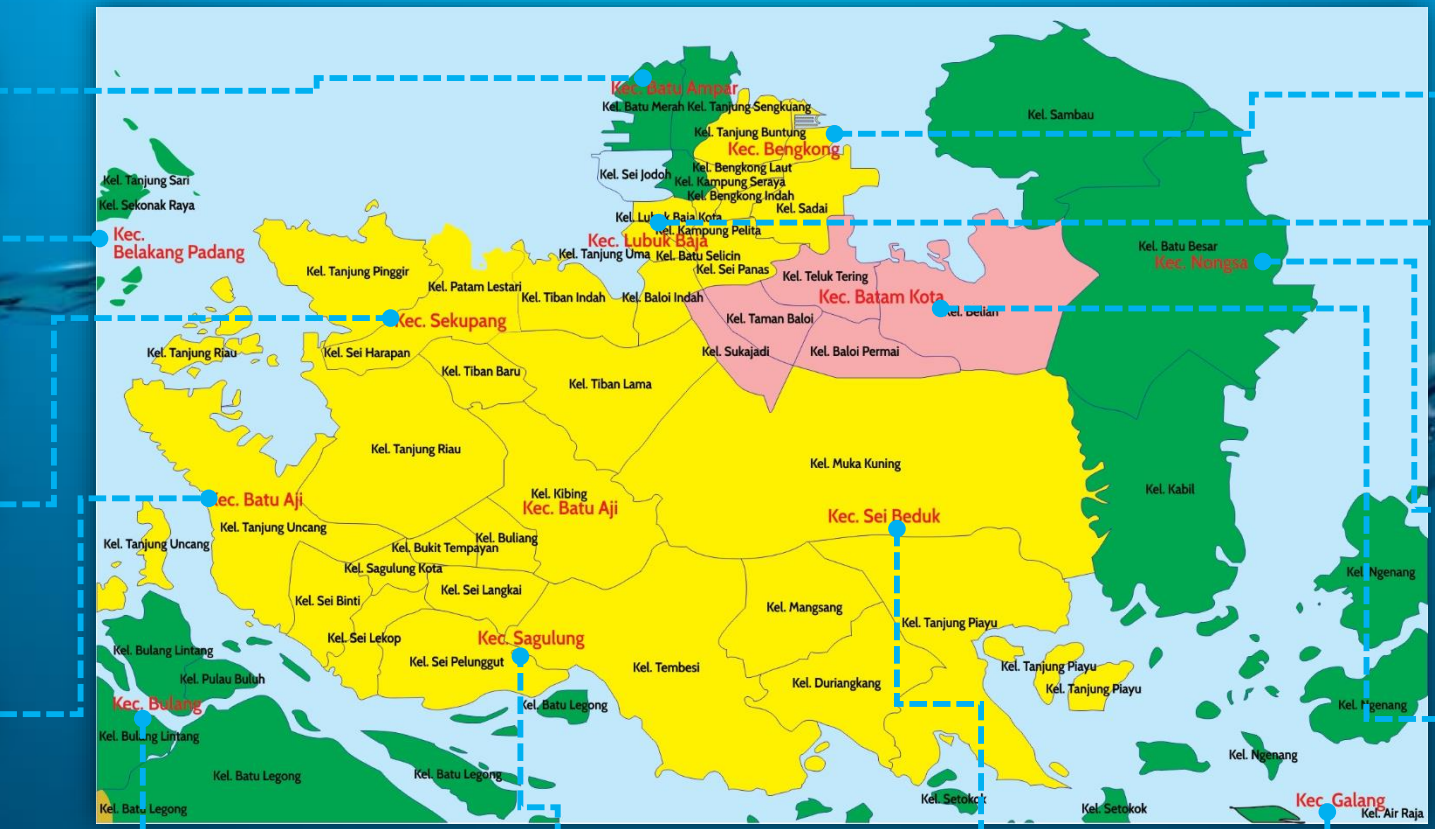 Kec. Batu Ampar
Kel. Batu Merah
Kel. Tanjung Sengkuang
Kel. Sambau
Kel. Tanjung Buntung
Kec. Bengkong
Kel. Bengkong Laut
Kel. Sei Jodoh
Kel. Kampung Seraya
Kel. Bengkong Indah
Kel. Tanjung Sari
Kel. Sekonak Raya
Kel. Sadai
Kel. Lubuk Baja Kota
Kel. Kampung Pelita
Kec.
Belakang Padang
Kec. Lubuk Baja
Kel. Tanjung Uma
Kel. Batu Selicin
Kel. Batu Besar
Kec. Nongsa
Kel. Tanjung Pinggir
Kel. Sei Panas
Kel. Teluk Tering
Kel. Patam Lestari
Kel. Tiban Indah
Kel. Baloi Indah
Kec. Batam Kota
Kel. Belian
Kec. Sekupang
Kel. Taman Baloi
Kel. Tanjung Riau
Kel. Sei Harapan
Kel. Sukajadi
Kel. Baloi Permai
Kel. Tiban Baru
Kel. Tiban Lama
Kel. Tanjung Riau
Kel. Muka Kuning
Kel. Kabil
Kec. Batu Aji
Kel. Kibing
Kec. Batu Aji
Kec. Sei Beduk
Kel. Tanjung Uncang
Kel. Tanjung Uncang
Kel. Buliang
Kel. Bukit Tempayan
Kel. Sagulung Kota
Kel. Ngenang
Kel. Sei Langkai
Kel. Sei Binti
Kel. Mangsang
Kel. Tanjung Piayu
Kel. Sei Lekop
Kec. Sagulung
Kel. Bulang Lintang
Kel. Sei Pelunggut
Kel. Tembesi
Kel. Tanjung Piayu
Kel. Pulau Buluh
Kel. Duriangkang
Kel. Tanjung Piayu
Kec. Bulang
Kel. Batu Legong
Kel. Ngenang
Kel. Bulang Lintang
Kel. Ngenang
Kel. Batu Legong
Kel. Batu Legong
Kel. Batu Legong
Kel. Setokok
Kel. Setokok
Kec. Galang
Kel. Air Raja